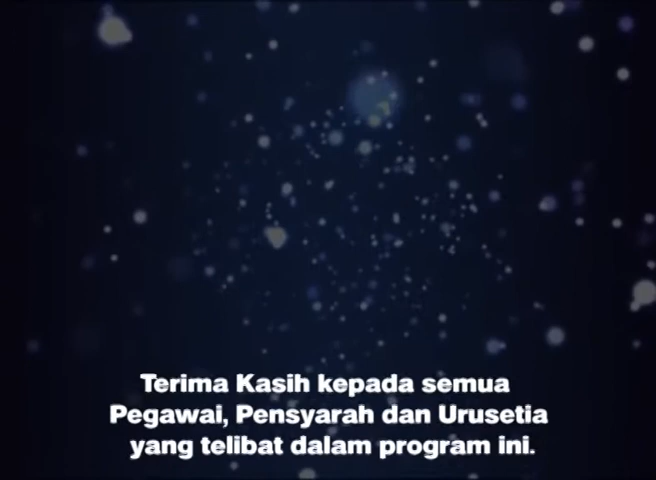 Terima Kasih kepada semua
Pegawai, Pensyarah dan Urusetia
yang telibat dalam program ini.